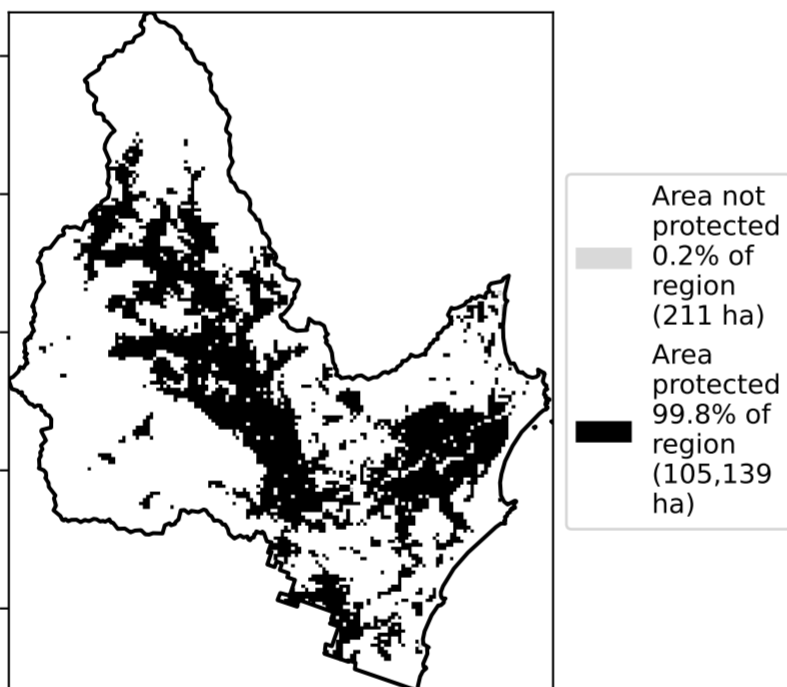 Area not
protected
0.2% of
region
(211 ha)
Area
protected
99.8% of
region
(105,139
ha)